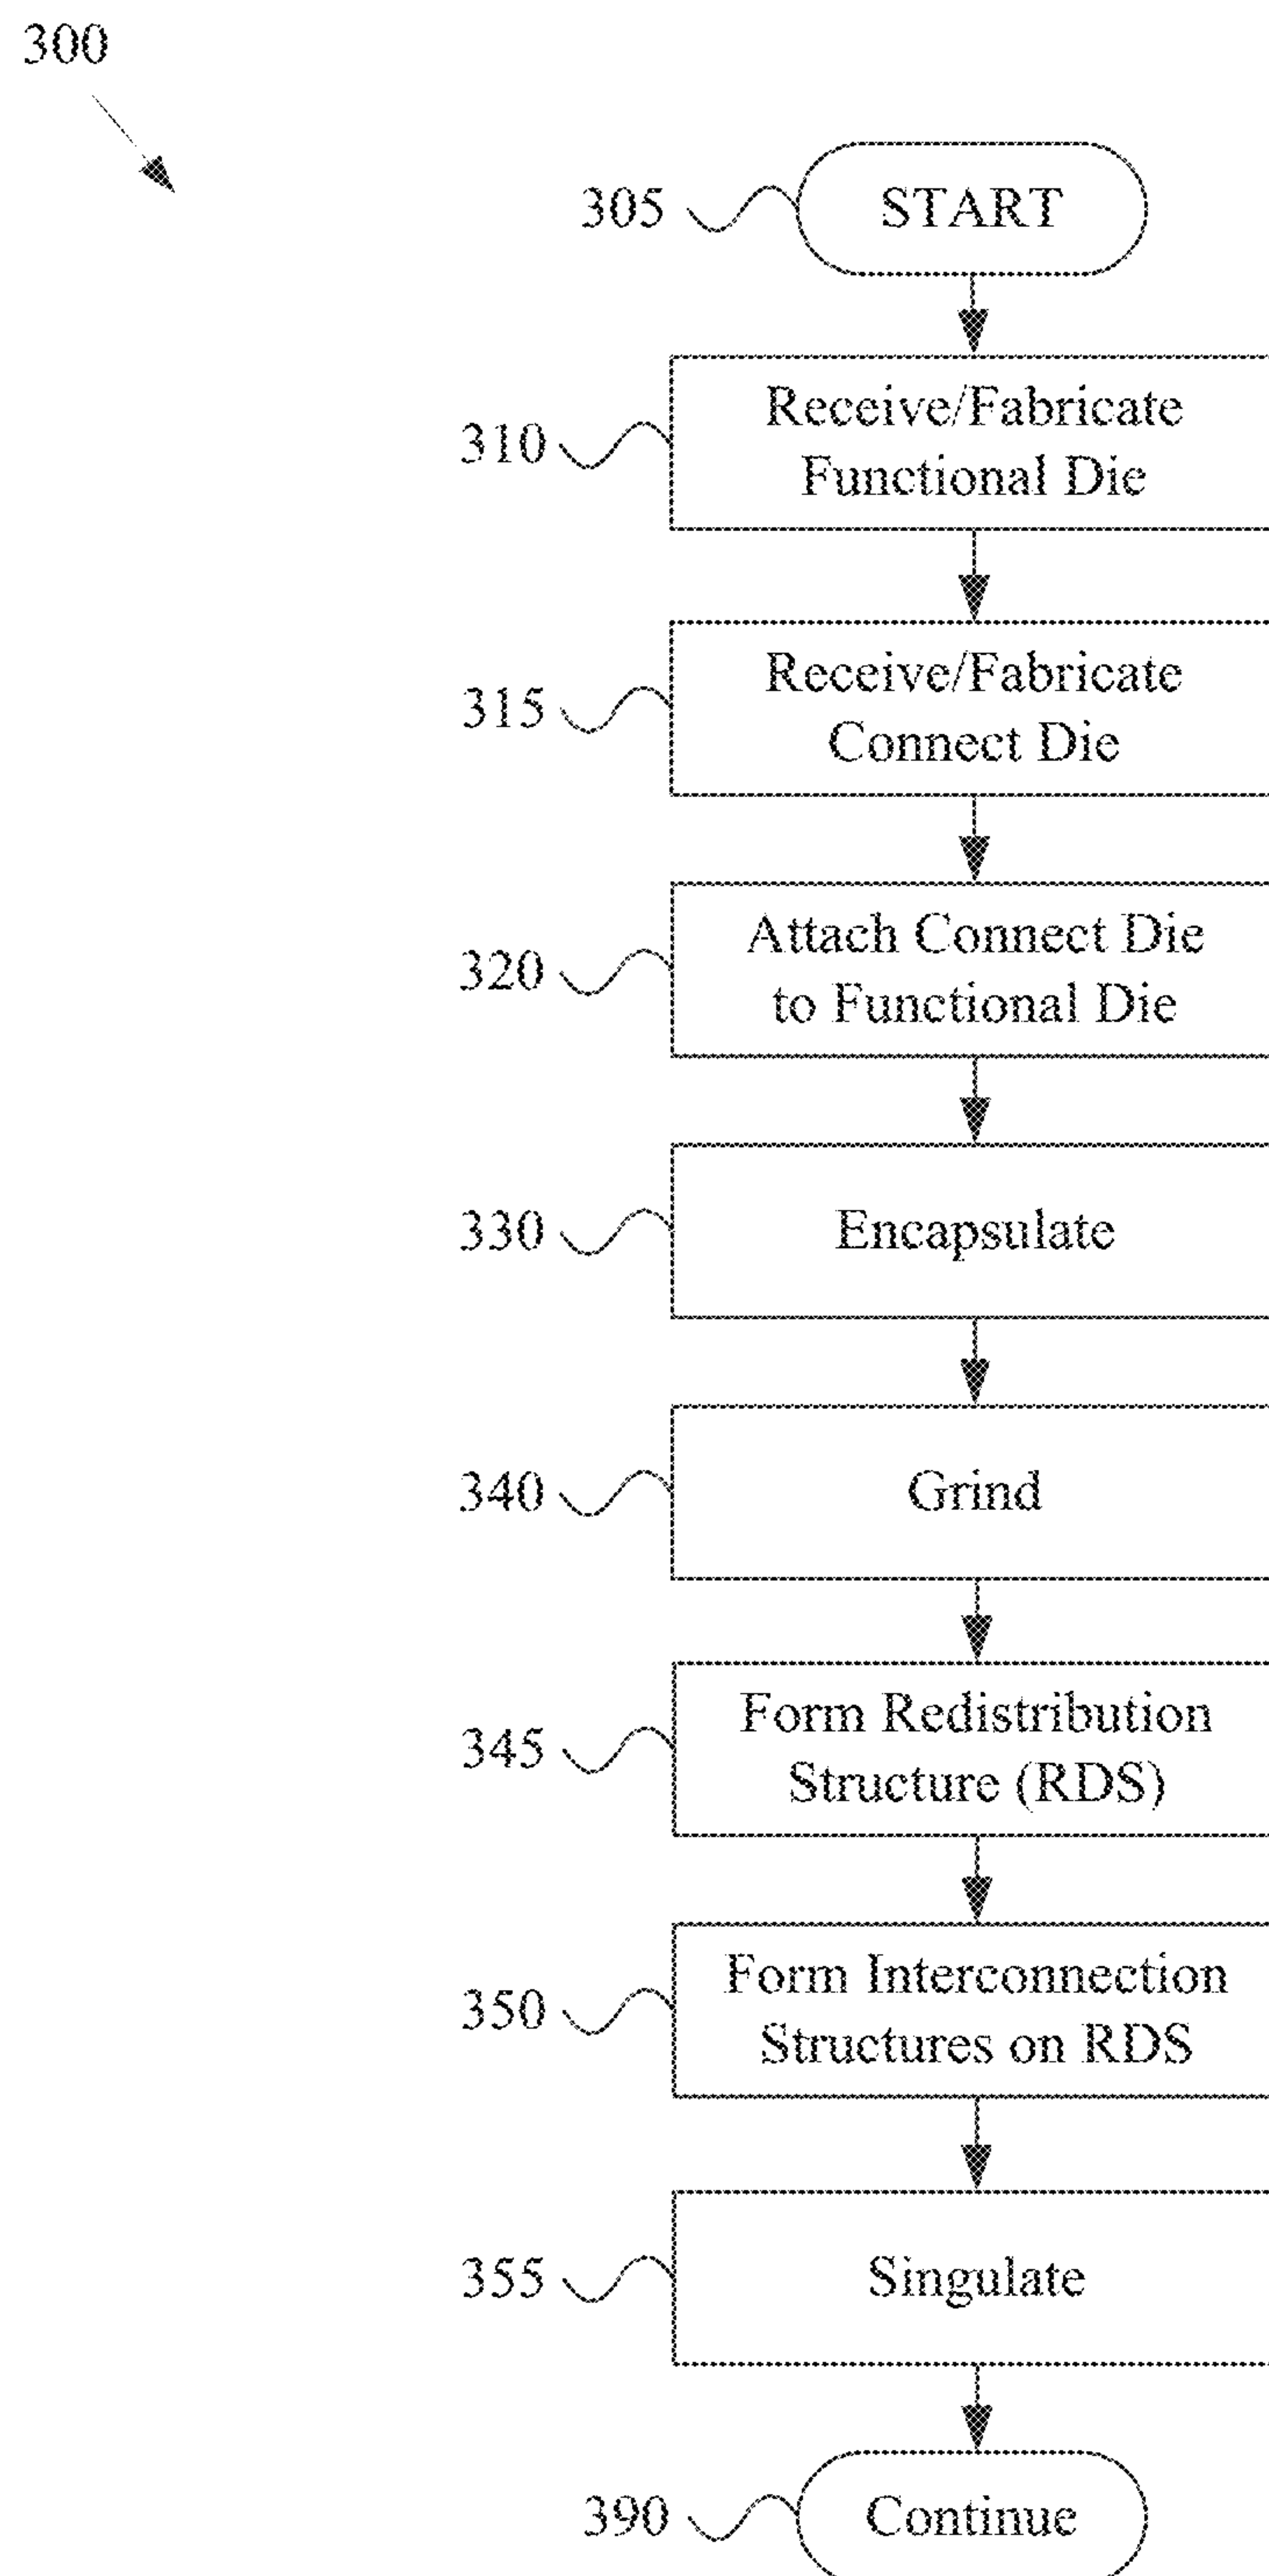 300
305
START
310
Receive/Fabricate
Functional Die
315
Receive/Fabricate
Connect Die
320
Attach Connect Die
to Functional Die
330
Encapsulate
340
Grind
345
Form Redistribution
Structure (RDS)
350
Form Interconnection
Structures on RDS
355
Singulate
390
Continue